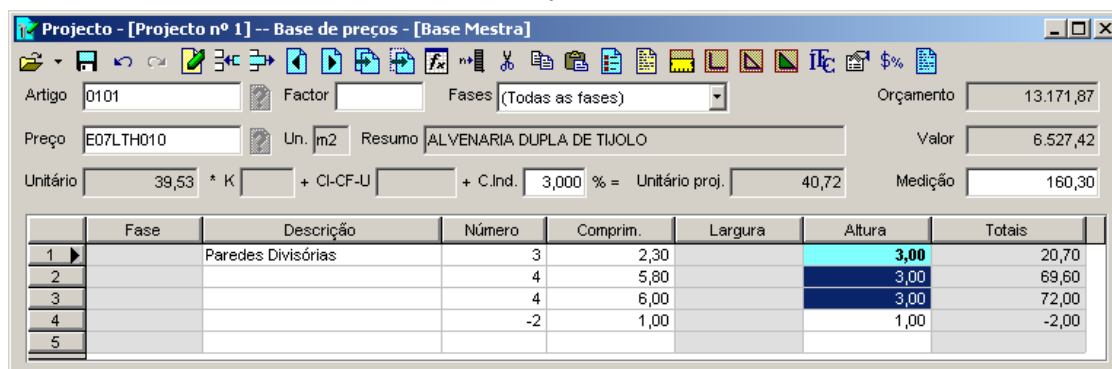 Projecto - [Projecto nº 1] -- Base de preços - [Base Mestra]
Artigo 0101 Factor Fases (Todas as fases) Orçamento 13.171,87
Preço E07LTH010 Un. m2 Resumo ALVENARIA DUPLA DE TIJOLO Valor 6.527,42
Unitário 39,53 * K + CI-CF-U + C.Ind. 3,000 % = Unitário proj. 40,72 Medição 160,30
Fase Descrição Número Comprim. Largura Altura Totais
1 Paredes Divisórias 3 2,30 3,00 20,70
2 4 5,80 3,00 69,60
3 4 6,00 3,00 72,00
4 -2 1,00 1,00 -2,00
5